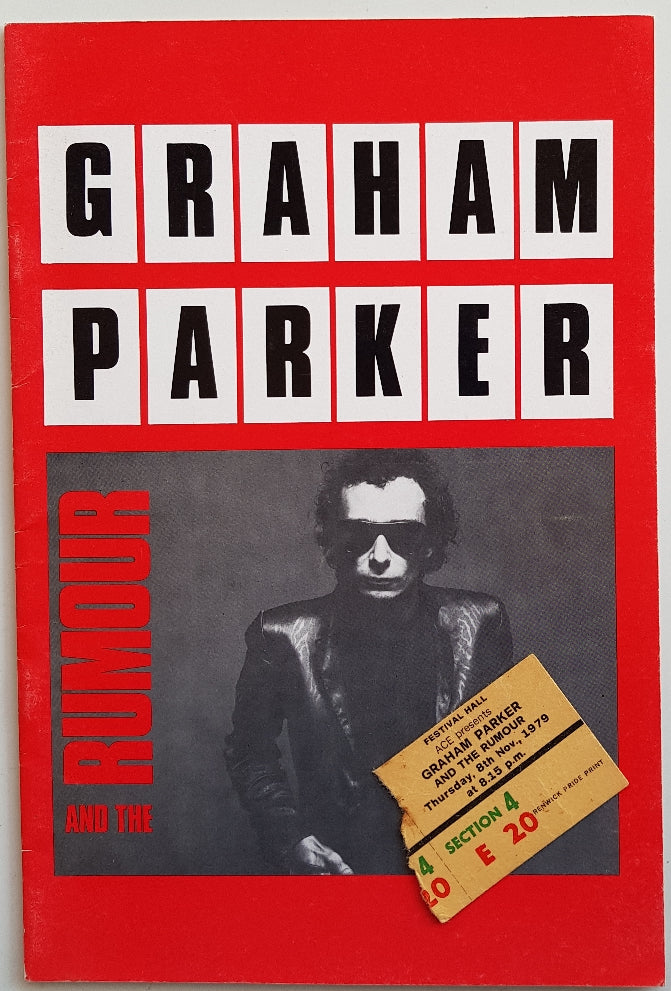 GRAHAM
PARKER
AND THE RUMOUR
FESTIVAL HALL
ACE presents
GRAHAM PARKER
AND THE RUMOUR
Thursday, 8th Nov., 1979
at 8.15 p.m.
4 SECTION 4
20 E 20
RENWICK PRIDE PRINT